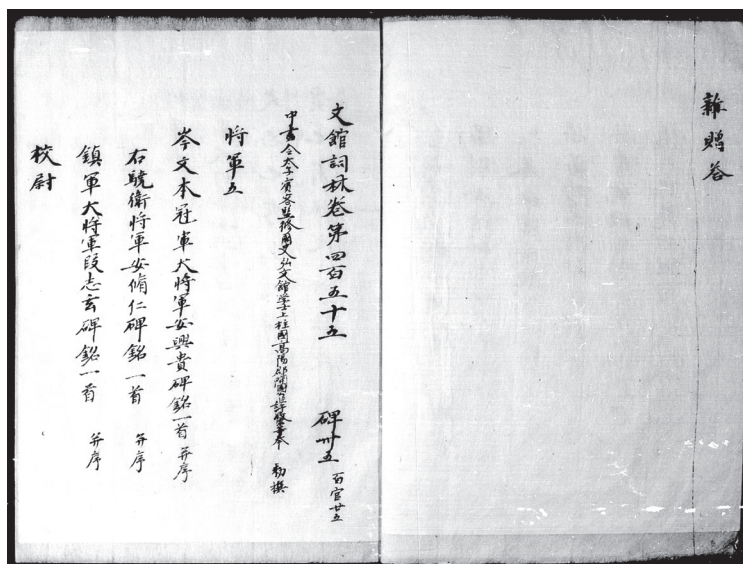 雜贈答
文館詞林卷第四百五十五　碑卅五　百官廿五
中書令太子賓客監修國史弘文館學士上柱國高陽郡開國公臣許敬宗等奉　勅撰
將軍五
岑文本冠軍大將軍安興貴碑銘一首　并序
右驍衛將軍安脩仁碑銘一首　并序
鎮軍大將軍段志玄碑銘一首　并序
校尉